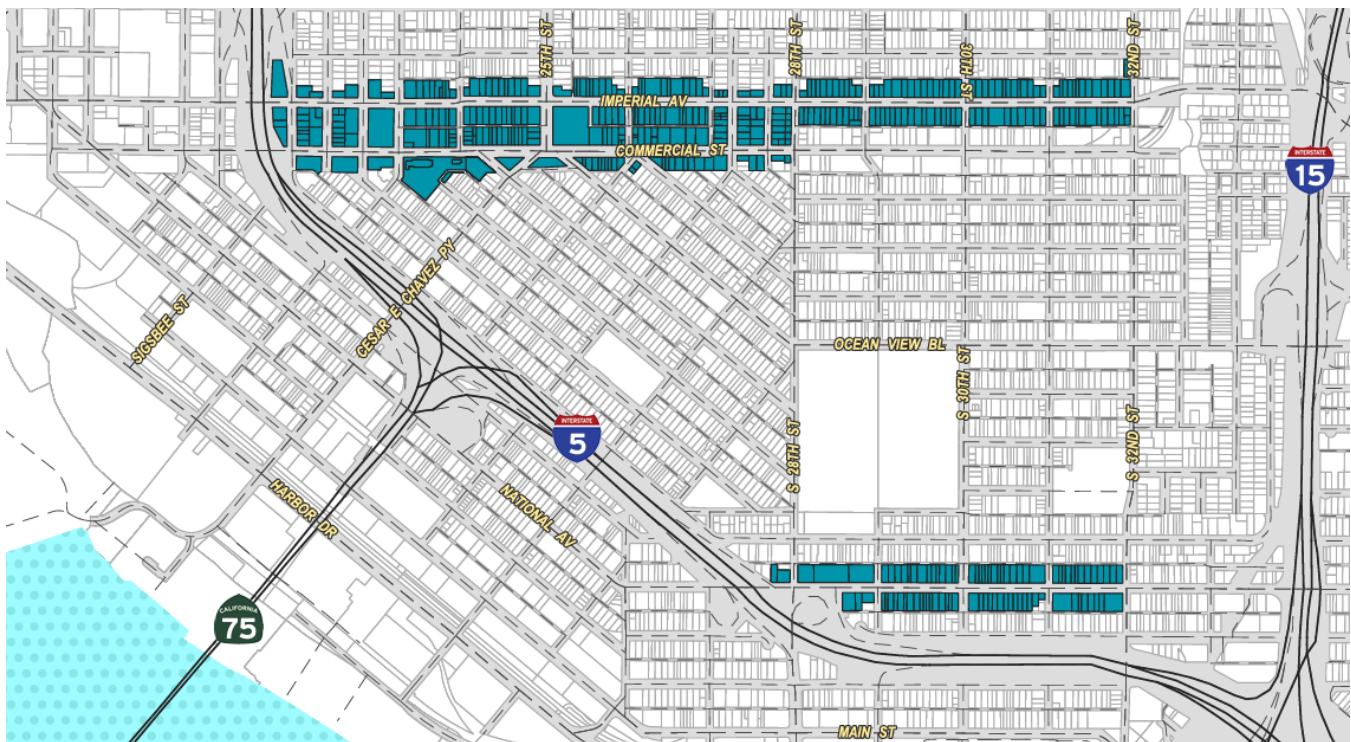 25TH ST
28TH ST
30TH ST
32ND ST
IMPERIAL AV
COMMERCIAL ST
INTERSTATE
15
CESAR E CHAVEZ PY
SIGSBEE ST
OCEAN VIEW BL
S 30TH ST
S 28TH ST
S 32ND ST
INTERSTATE
5
HARBOR DR
NATIONAL AV
CALIFORNIA
75
MAIN ST